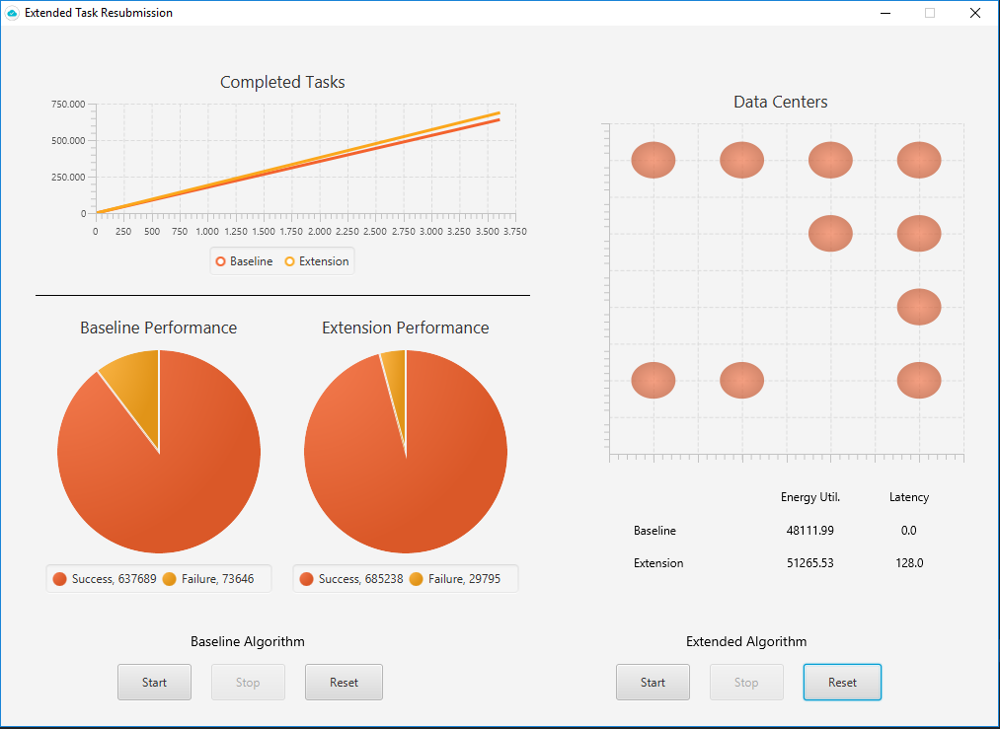 Extended Task Resubmission
Completed Tasks
750.000
500.000
250.000
0
0 250 500 750 1.000 1.250 1.500 1.750 2.000 2.250 2.500 2.750 3.000 3.250 3.500 3.750
Baseline Extension
Baseline Performance
Success, 637689 Failure, 73646
Extension Performance
Success, 685238 Failure, 29795
Data Centers
Energy Util. Latency
Baseline 48111.99 0.0
Extension 51265.53 128.0
Baseline Algorithm
Start Stop Reset
Extended Algorithm
Start Stop Reset